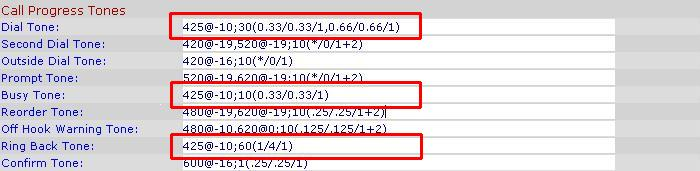 Call Progress Tones
Dial Tone: 425@-10;30(0.33/0.33/1,0.66/0.66/1)
Second Dial Tone: 420@-19,520@-19;10(*/0/1+2)
Outside Dial Tone: 420@-16;10(*/0/1)
Prompt Tone: 520@-19,620@-19;10(*/0/1+2)
Busy Tone: 425@-10;10(0.33/0.33/1)
Reorder Tone: 480@-19,620@-19;10(.25/.25/1+2)
Off Hook Warning Tone: 480@-10,620@0;10(.125/.125/1+2)
Ring Back Tone: 425@-10;60(1/4/1)
Confirm Tone: 600@-16;1(.25/.25/1)